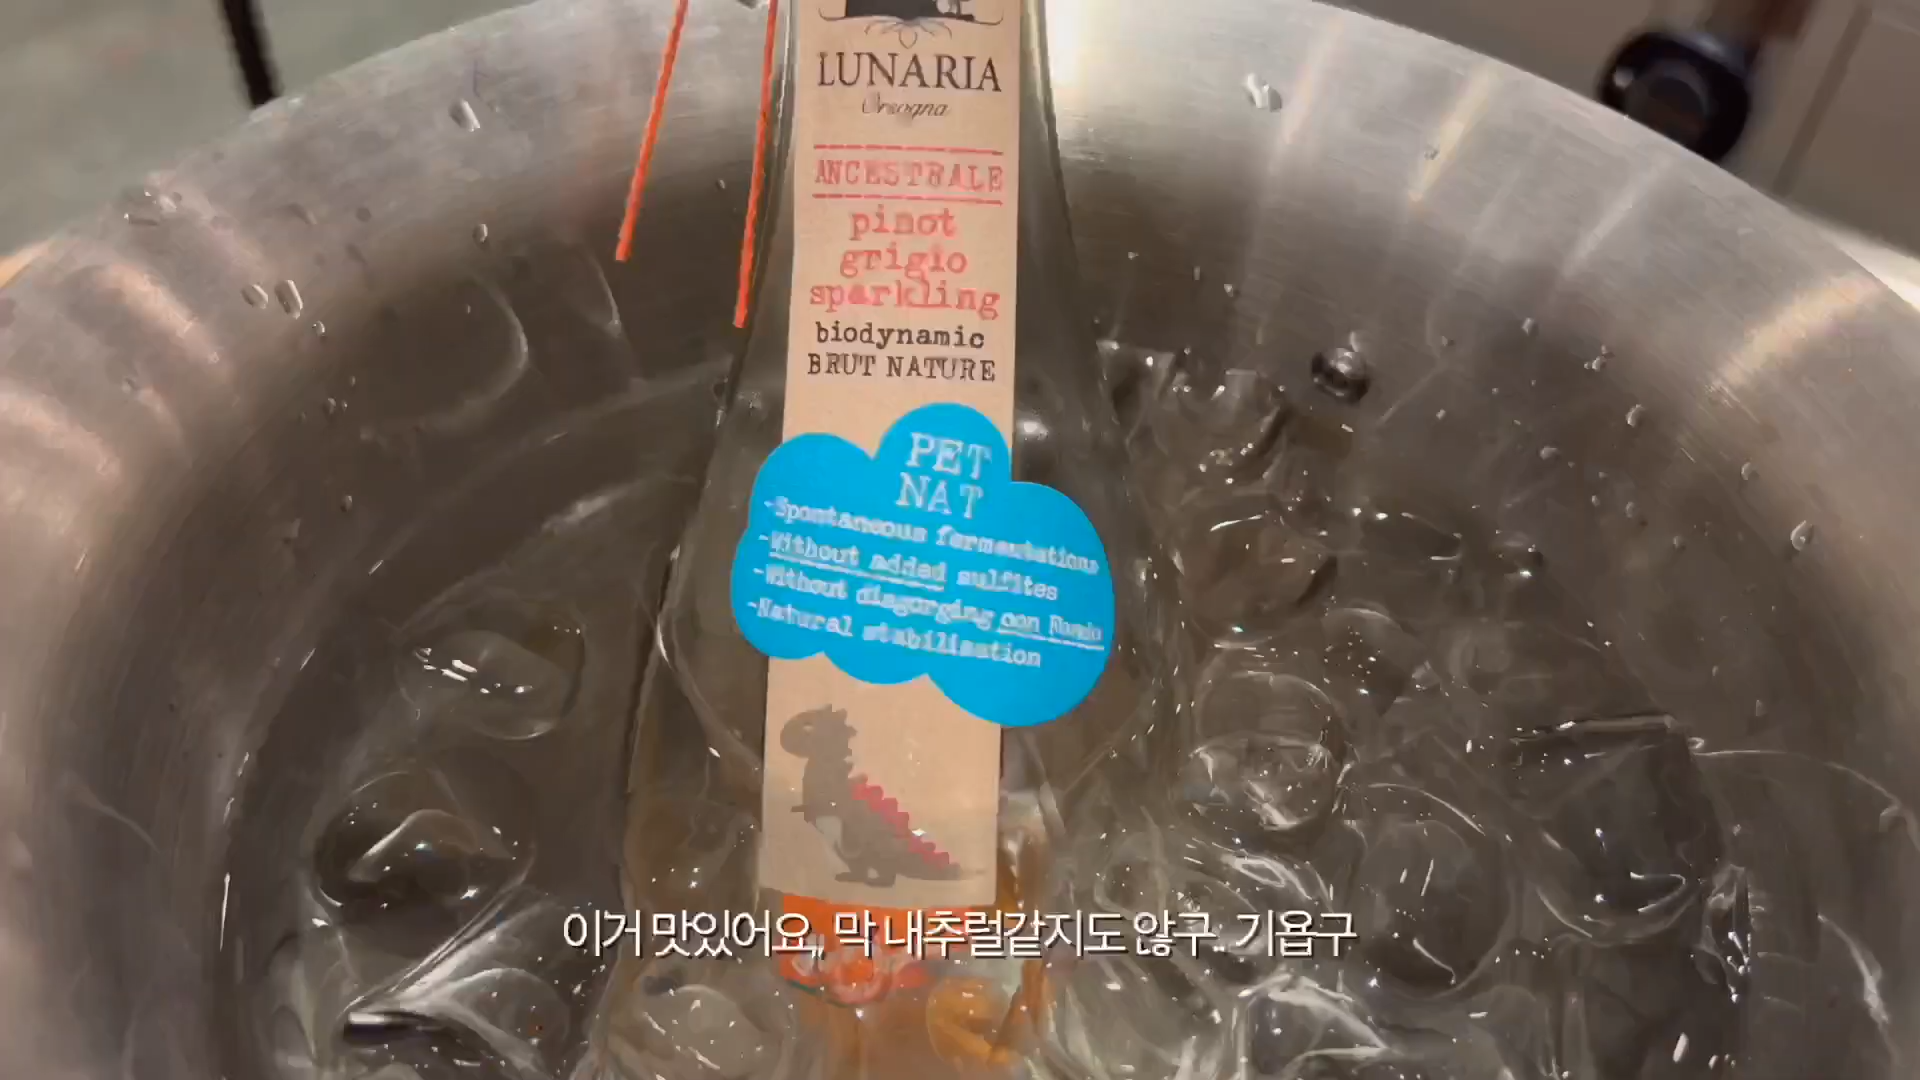 LUNARIA
Orsogna
ANCESTRALE
pinot
grigio
sparkling
biodynamic
BRUT NATURE
PET
NAT
-Spontaneous fermentations
-Without added sulfites
-Without disgorging con Fondo
-Natural stabilisation
이거 맛있어요,, 막 내추럴같지도 않구.. 기욥구